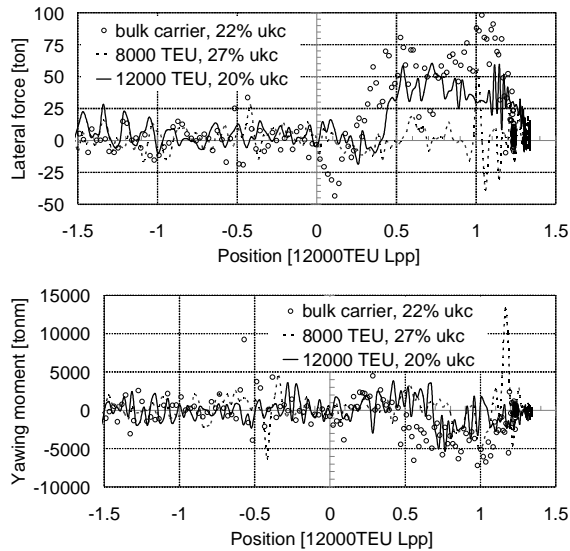 Lateral force [ton]
100
75
50
25
0
-25
-50
bulk carrier, 22% ukc
8000 TEU, 27% ukc
12000 TEU, 20% ukc
-1.5 -1 -0.5 0 0.5 1 1.5
Position [12000TEU Lpp]
Yawing moment [tonm]
15000
10000
5000
0
-5000
-10000
bulk carrier, 22% ukc
8000 TEU, 27% ukc
12000 TEU, 20% ukc
-1.5 -1 -0.5 0 0.5 1 1.5
Position [12000TEU Lpp]